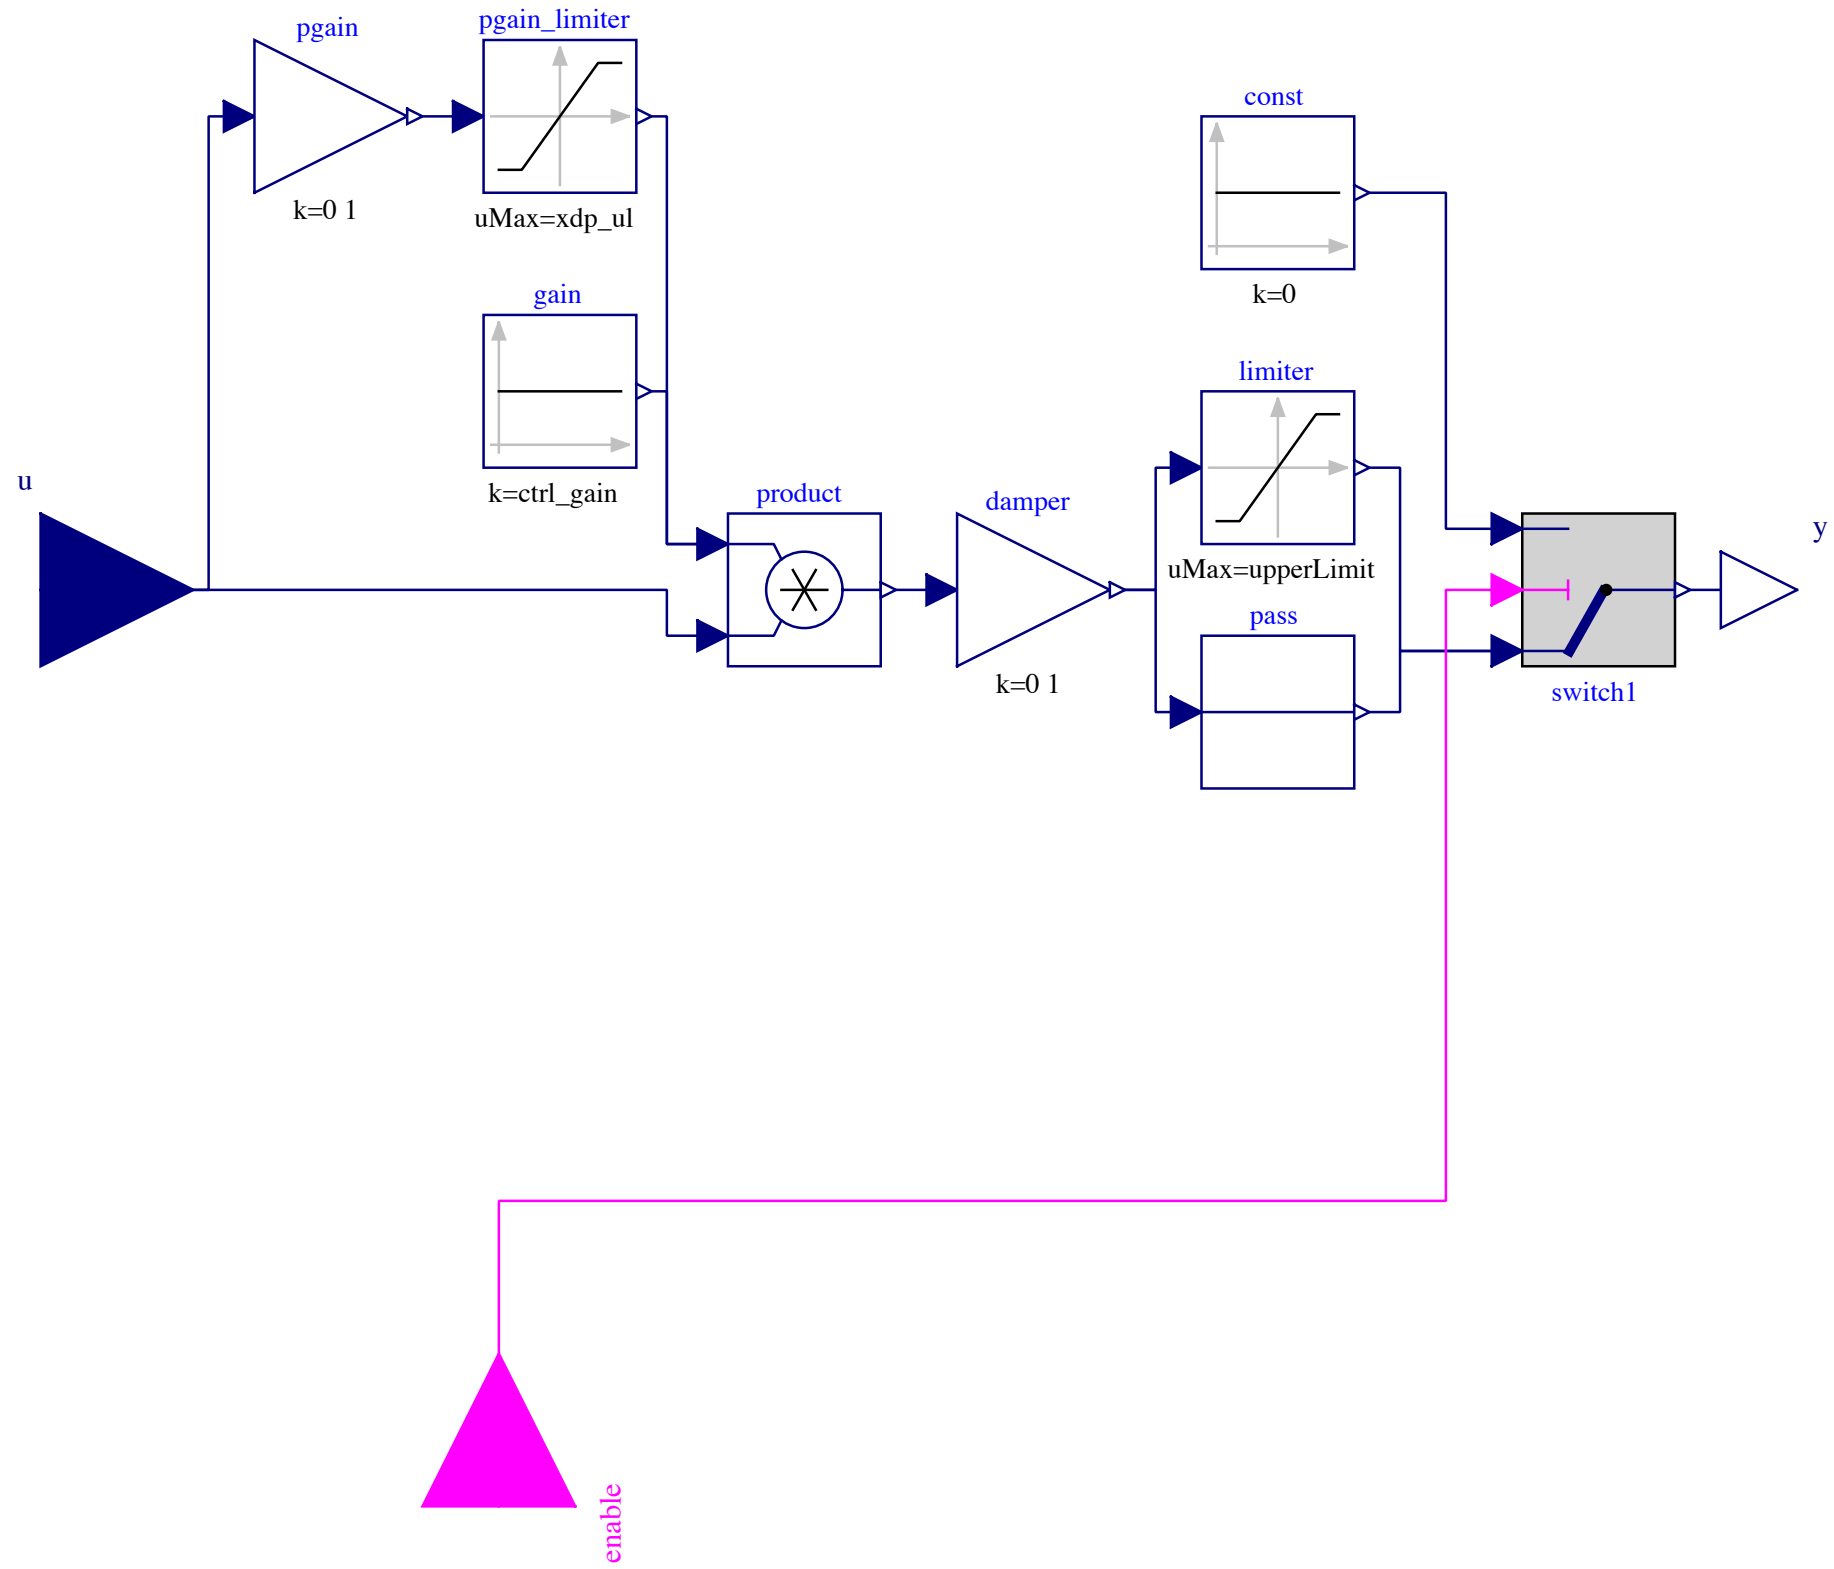 pgain
pgain_limiter
k=0 1
uMax=xdp_ul
const
k=0
gain
k=ctrl_gain
limiter
uMax=upperLimit
u
product
damper
k=0 1
pass
switch1
y
enable